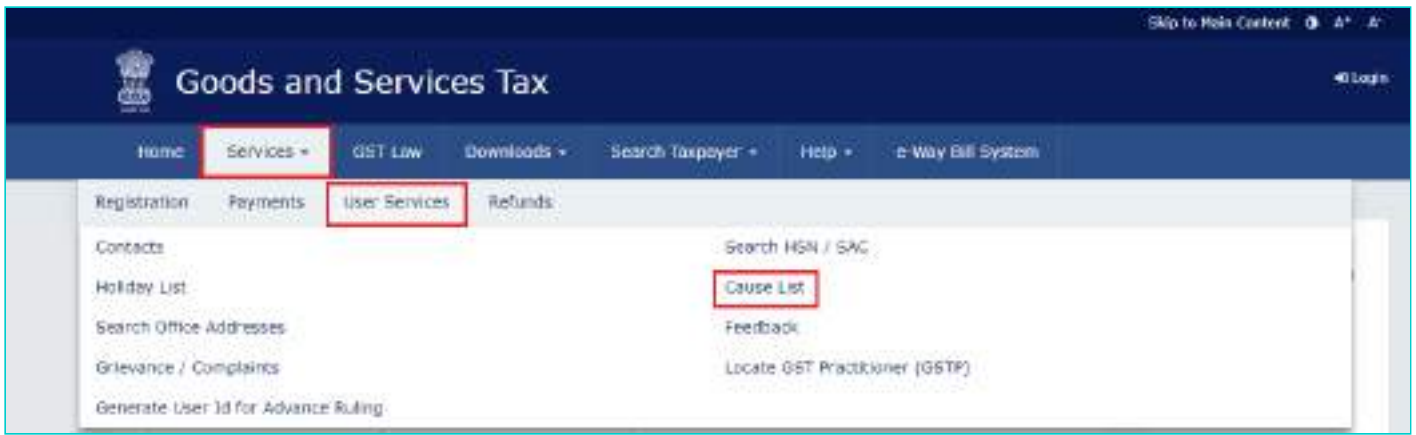 Skip to Main Content A+ A-
Goods and Services Tax
Login
Home Services GST Law Downloads Search Taxpayer Help e-Way Bill System
Registration Payments User Services Refunds
Contacts Search HSN / SAC
Holiday List Cause List
Search Office Addresses Feedback
Grievance / Complaints Locate GST Practitioner (GSTP)
Generate User Id for Advance Ruling